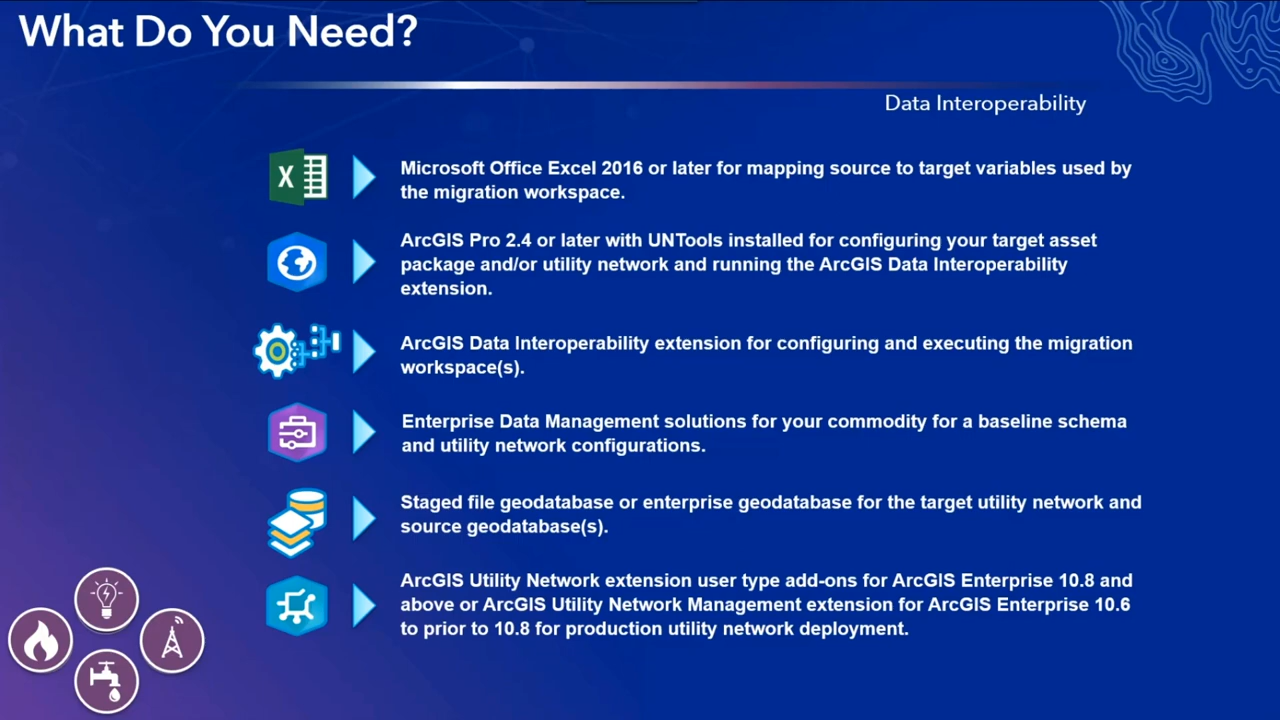 What Do You Need?
Data Interoperability
X
Microsoft Office Excel 2016 or later for mapping source to target variables used by
the migration workspace.
ArcGIS Pro 2.4 or later with UNTools installed for configuring your target asset
package and/or utility network and running the ArcGIS Data Interoperability
extension.
ArcGIS Data Interoperability extension for configuring and executing the migration
workspace(s).
Enterprise Data Management solutions for your commodity for a baseline schema
and utility network configurations.
Staged file geodatabase or enterprise geodatabase for the target utility network and
source geodatabase(s).
ArcGIS Utility Network extension user type add-ons for ArcGIS Enterprise 10.8 and
above or ArcGIS Utility Network Management extension for ArcGIS Enterprise 10.6
to prior to 10.8 for production utility network deployment.